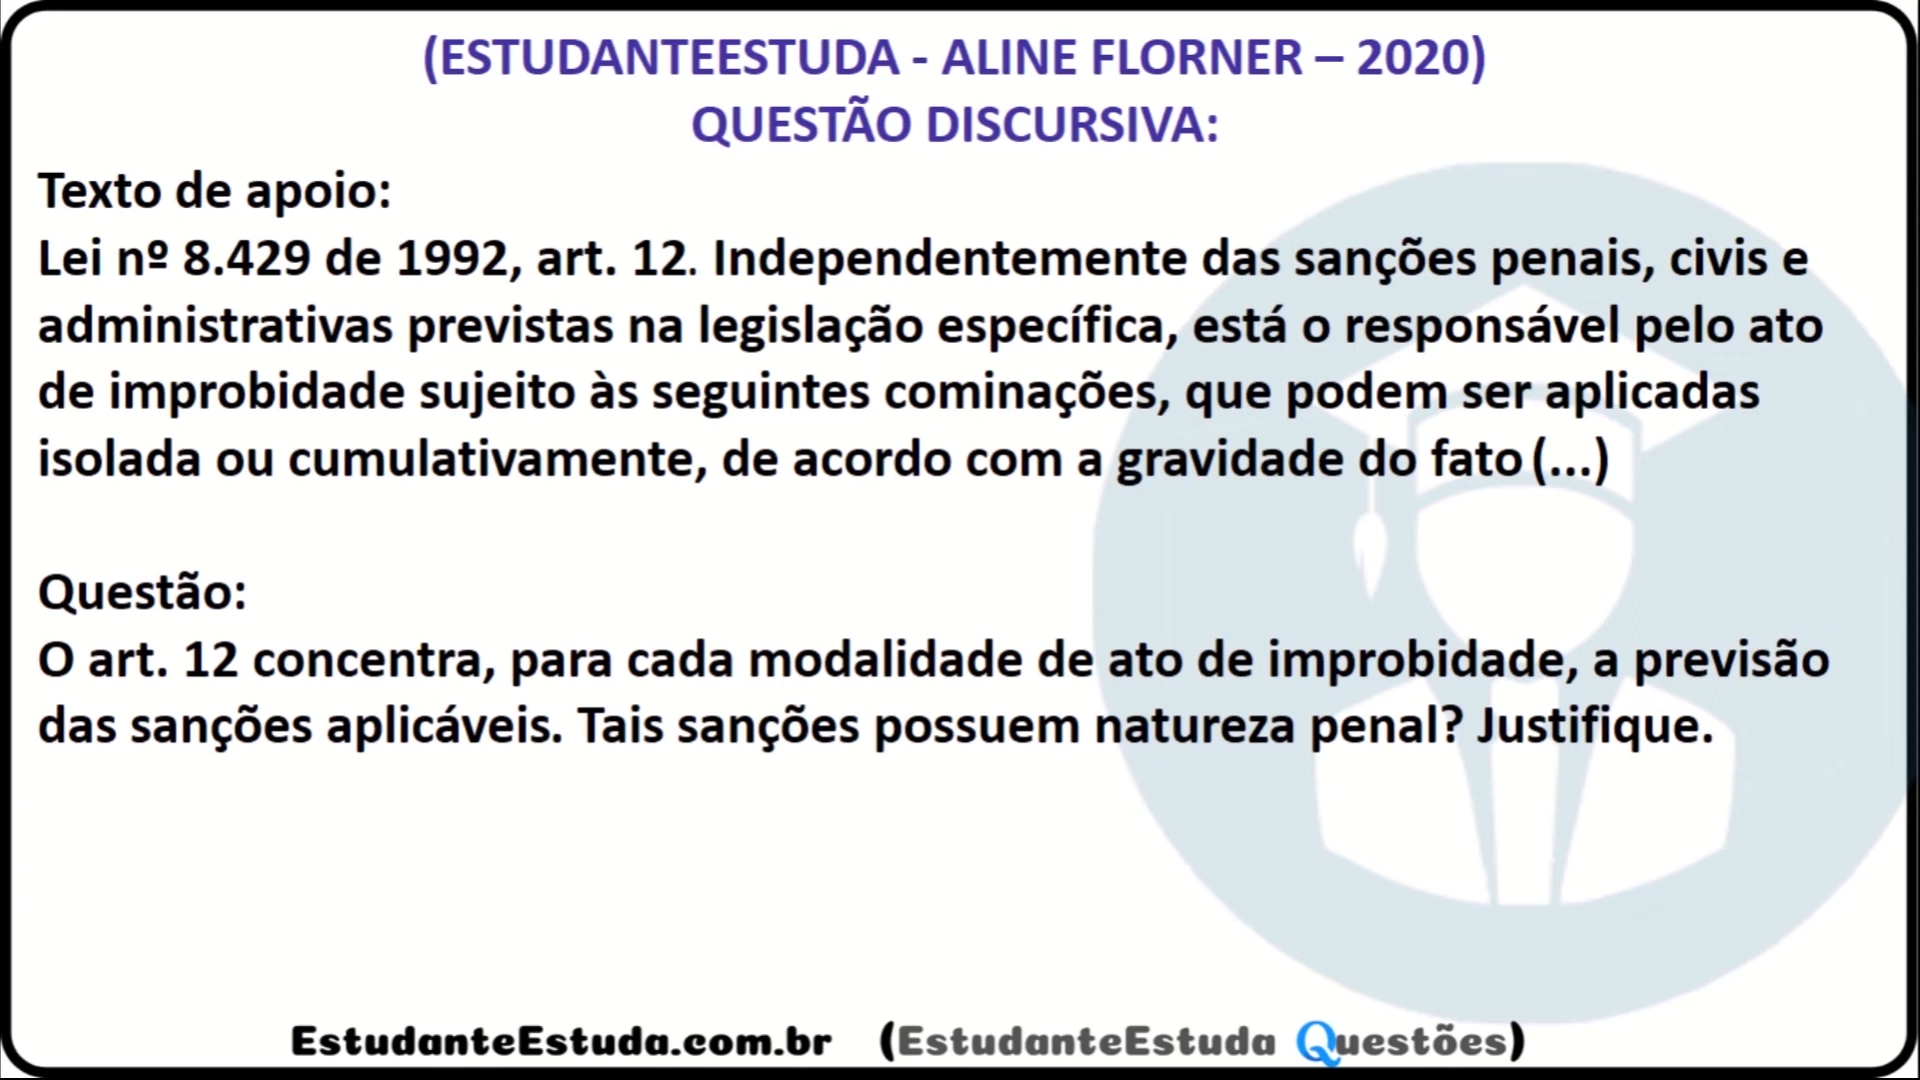 (ESTUDANTEESTUDA - ALINE FLORNER – 2020)
QUESTÃO DISCURSIVA:
Texto de apoio:
Lei nº 8.429 de 1992, art. 12. Independentemente das sanções penais, civis e
administrativas previstas na legislação específica, está o responsável pelo ato
de improbidade sujeito às seguintes cominações, que podem ser aplicadas
isolada ou cumulativamente, de acordo com a gravidade do fato (...)
Questão:
O art. 12 concentra, para cada modalidade de ato de improbidade, a previsão
das sanções aplicáveis. Tais sanções possuem natureza penal? Justifique.
EstudanteEstuda.com.br (EstudanteEstuda Questões)